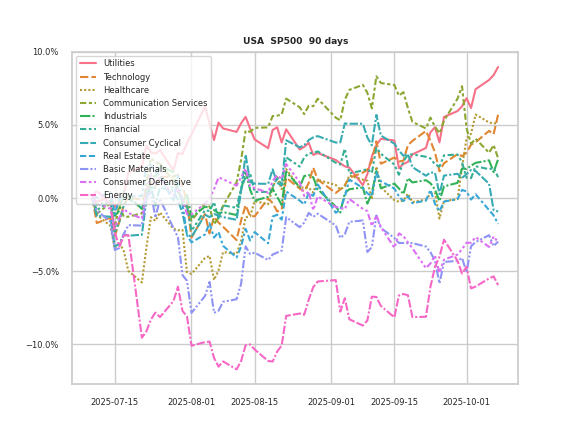 USA SP500 90 days
10.0%
5.0%
0.0%
−5.0%
−10.0%
Utilities
Technology
Healthcare
Communication Services
Industrials
Financial
Consumer Cyclical
Real Estate
Basic Materials
Consumer Defensive
Energy
2025-07-15
2025-08-01
2025-08-15
2025-09-01
2025-09-15
2025-10-01